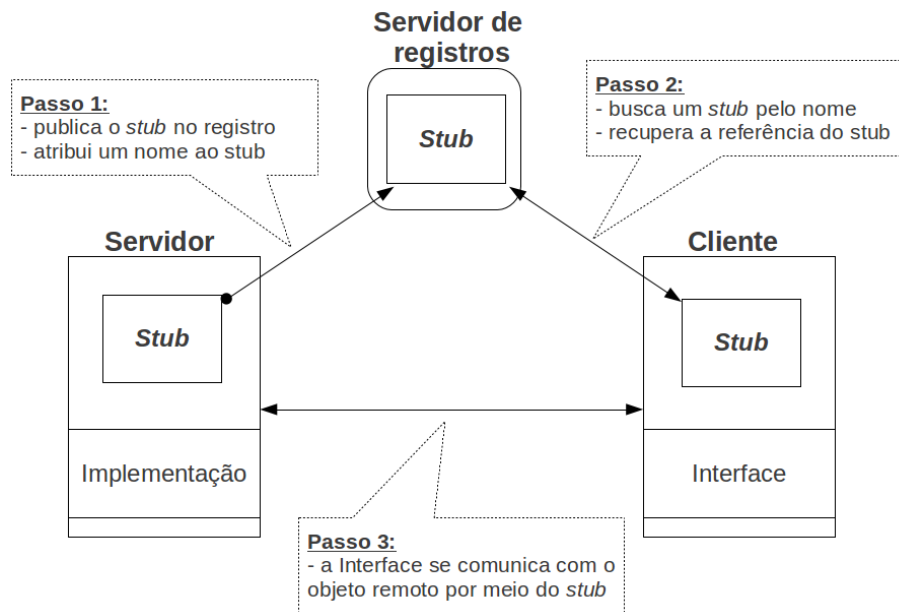 Servidor de
registros
Passo 1:
- publica o stub no registro
- atribui um nome ao stub
Passo 2:
- busca um stub pelo nome
- recupera a referência do stub
Stub
Servidor
Cliente
Stub
Stub
Implementação
Interface
Passo 3:
- a Interface se comunica com o
objeto remoto por meio do stub